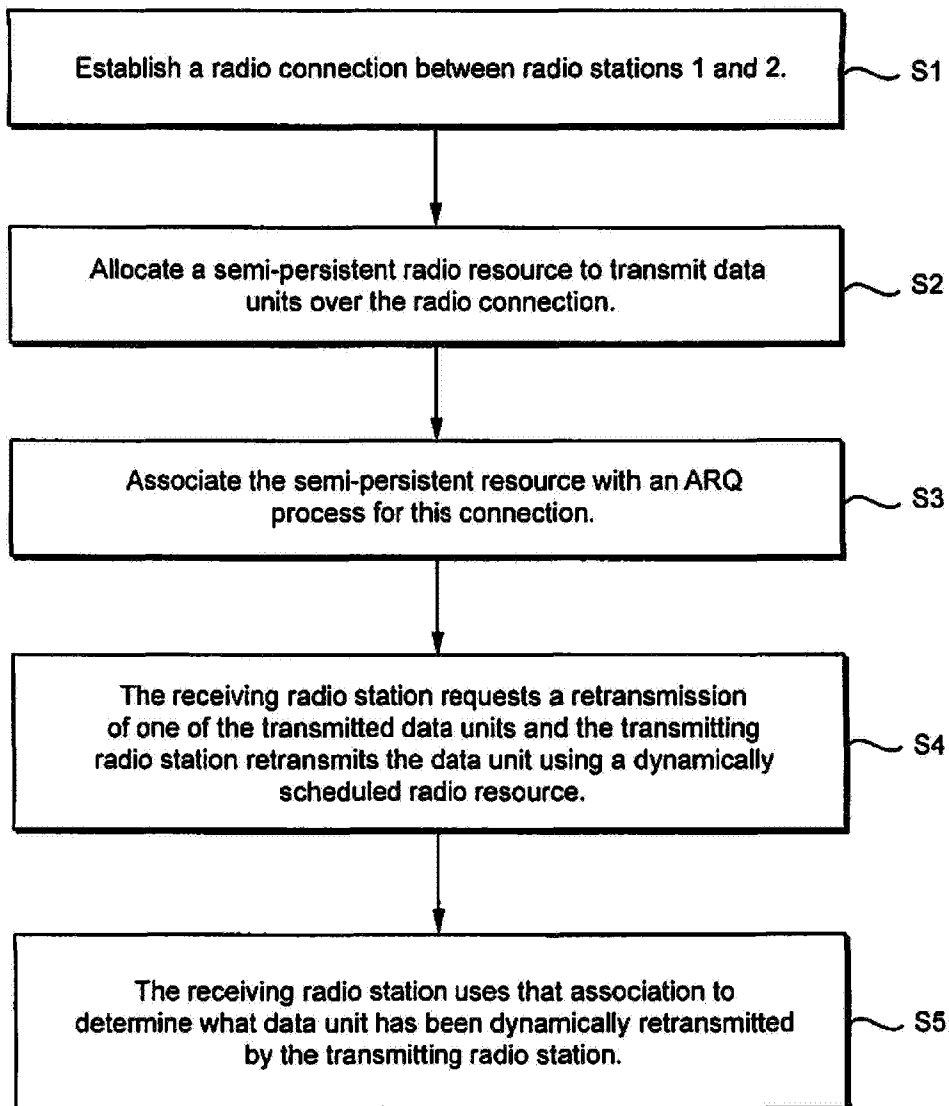 Establish a radio connection between radio stations 1 and 2.
S1
Allocate a semi-persistent radio resource to transmit data
units over the radio connection.
S2
Associate the semi-persistent resource with an ARQ
process for this connection.
S3
The receiving radio station requests a retransmission
of one of the transmitted data units and the transmitting
radio station retransmits the data unit using a dynamically
scheduled radio resource.
S4
The receiving radio station uses that association to
determine what data unit has been dynamically retransmitted
by the transmitting radio station.
S5